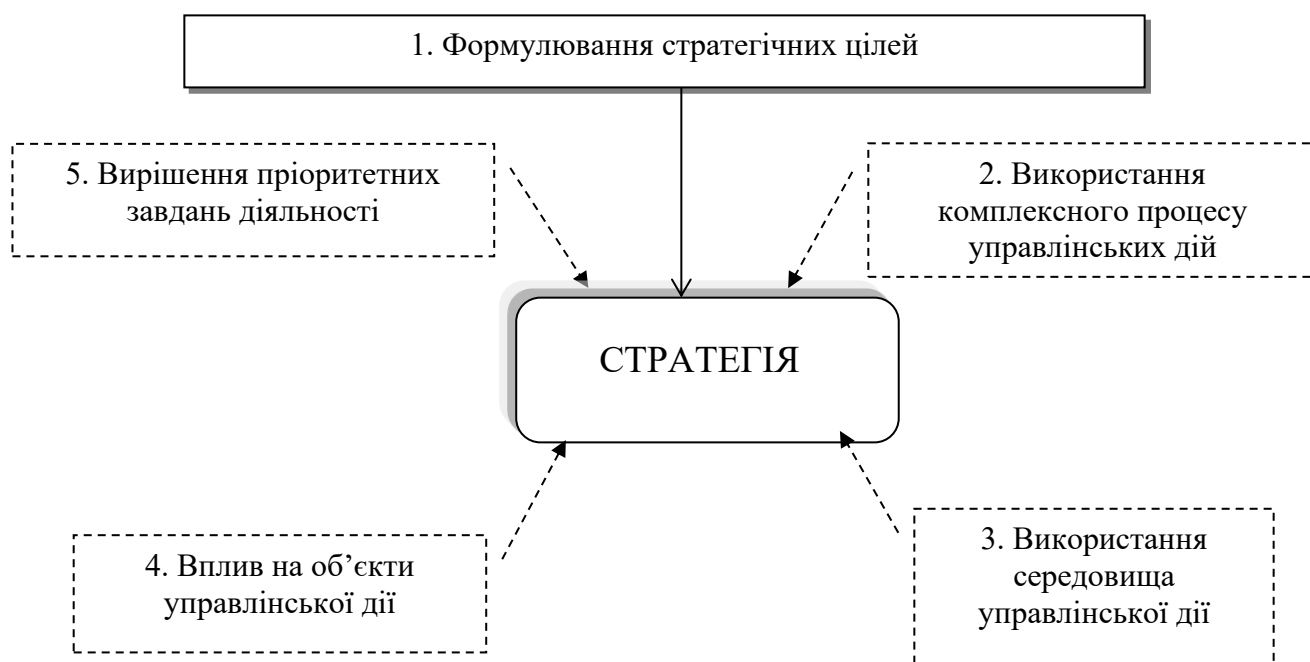 1. Формулювання стратегічних цілей
5. Вирішення пріоритетних
завдань діяльності
2. Використання
комплексного процесу
управлінських дій
СТРАТЕГІЯ
4. Вплив на об’єкти
управлінської дії
3. Використання
середовища
управлінської дії